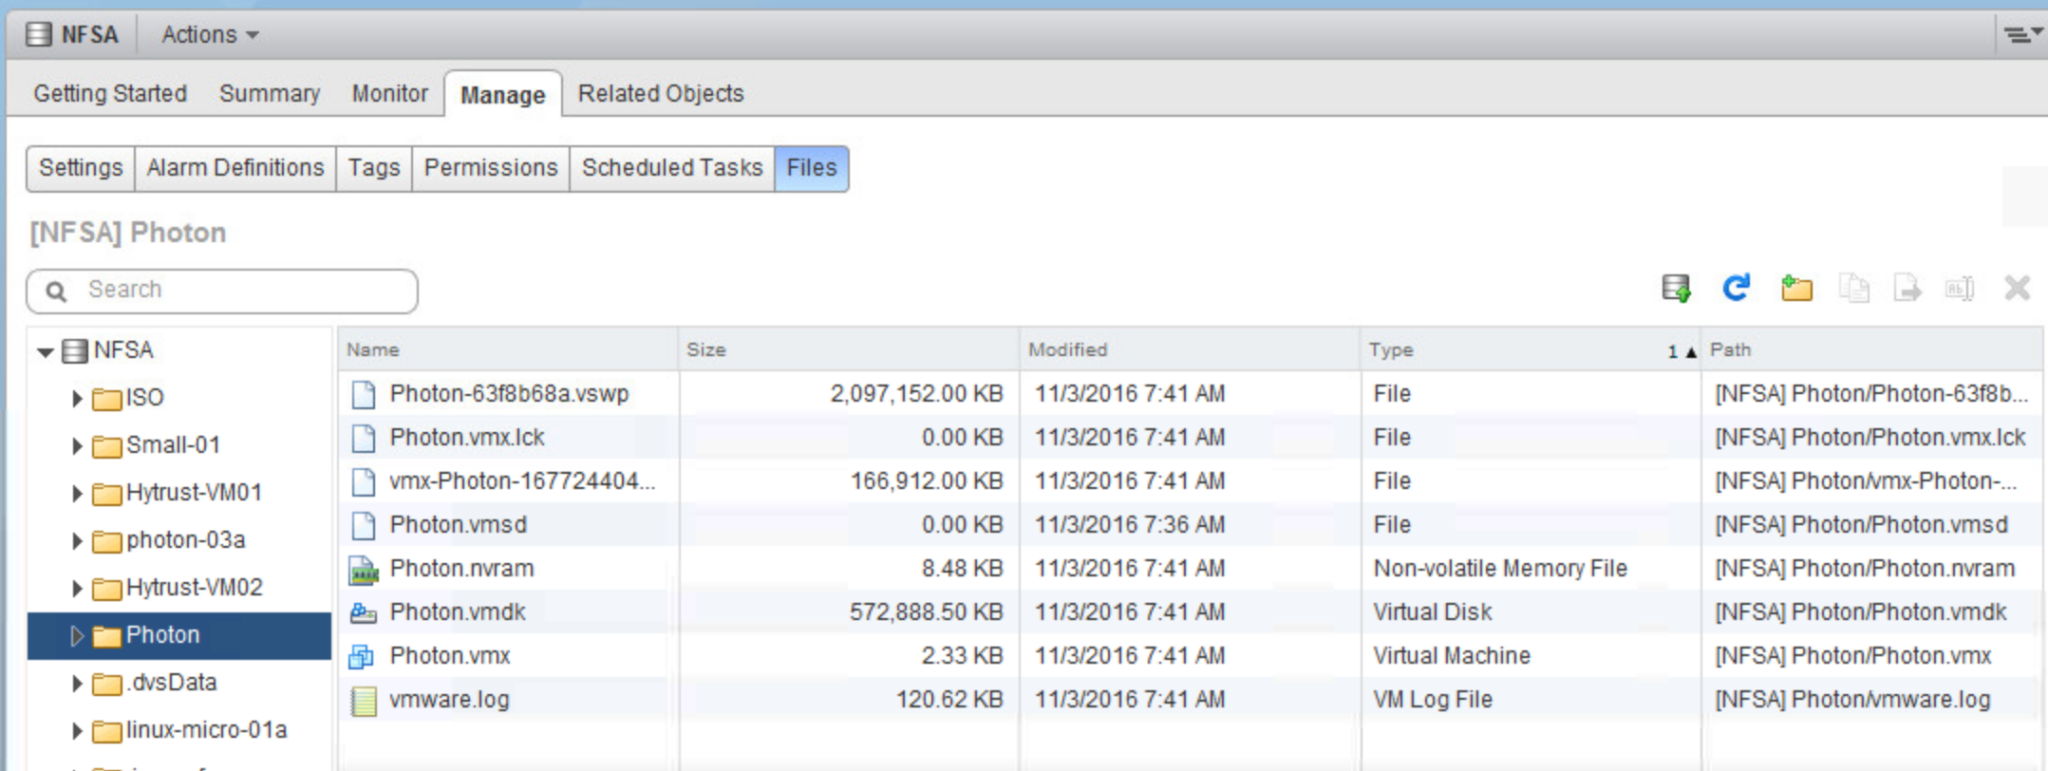 NFSA Actions
Getting Started Summary Monitor Manage Related Objects
Settings Alarm Definitions Tags Permissions Scheduled Tasks Files
[NFSA] Photon
Search
NFSA
ISO
Small-01
Hytrust-VM01
photon-03a
Hytrust-VM02
Photon
.dvsData
linux-micro-01a
Name Size Modified Type 1 Path
Photon-63f8b68a.vswp 2,097,152.00 KB 11/3/2016 7:41 AM File [NFSA] Photon/Photon-63f8b...
Photon.vmx.lck 0.00 KB 11/3/2016 7:41 AM File [NFSA] Photon/Photon.vmx.lck
vmx-Photon-167724404... 166,912.00 KB 11/3/2016 7:41 AM File [NFSA] Photon/vmx-Photon-...
Photon.vmsd 0.00 KB 11/3/2016 7:36 AM File [NFSA] Photon/Photon.vmsd
Photon.nvram 8.48 KB 11/3/2016 7:41 AM Non-volatile Memory File [NFSA] Photon/Photon.nvram
Photon.vmdk 572,888.50 KB 11/3/2016 7:41 AM Virtual Disk [NFSA] Photon/Photon.vmdk
Photon.vmx 2.33 KB 11/3/2016 7:41 AM Virtual Machine [NFSA] Photon/Photon.vmx
vmware.log 120.62 KB 11/3/2016 7:41 AM VM Log File [NFSA] Photon/vmware.log